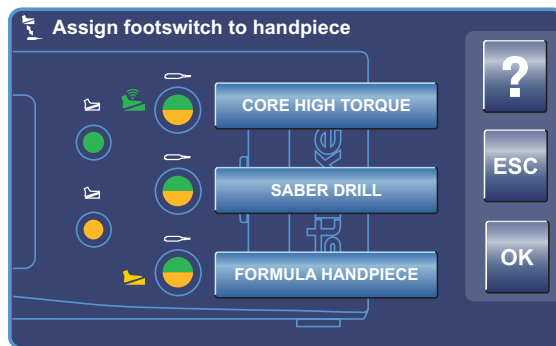 Assign footswitch to handpiece
?
CORE HIGH TORQUE
ESC
SABER DRILL
OK
FORMULA HANDPIECE